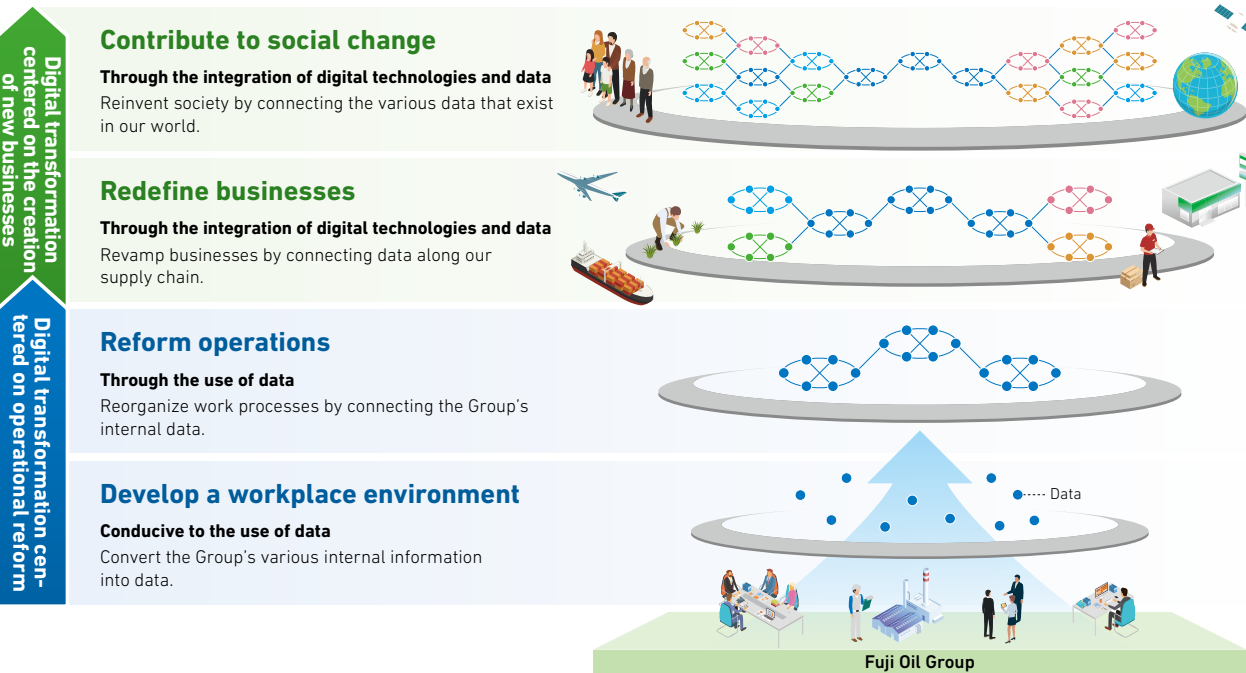 Digital transformation
centered on the creation
of new businesses
Contribute to social change
Through the integration of digital technologies and data
Reinvent society by connecting the various data that exist
in our world.
Redefine businesses
Through the integration of digital technologies and data
Revamp businesses by connecting data along our
supply chain.
Digital transformation cen-
tered on operational reform
Reform operations
Through the use of data
Reorganize work processes by connecting the Group's
internal data.
Develop a workplace environment
Conducive to the use of data
Convert the Group's various internal information
into data.
Data
Fuji Oil Group